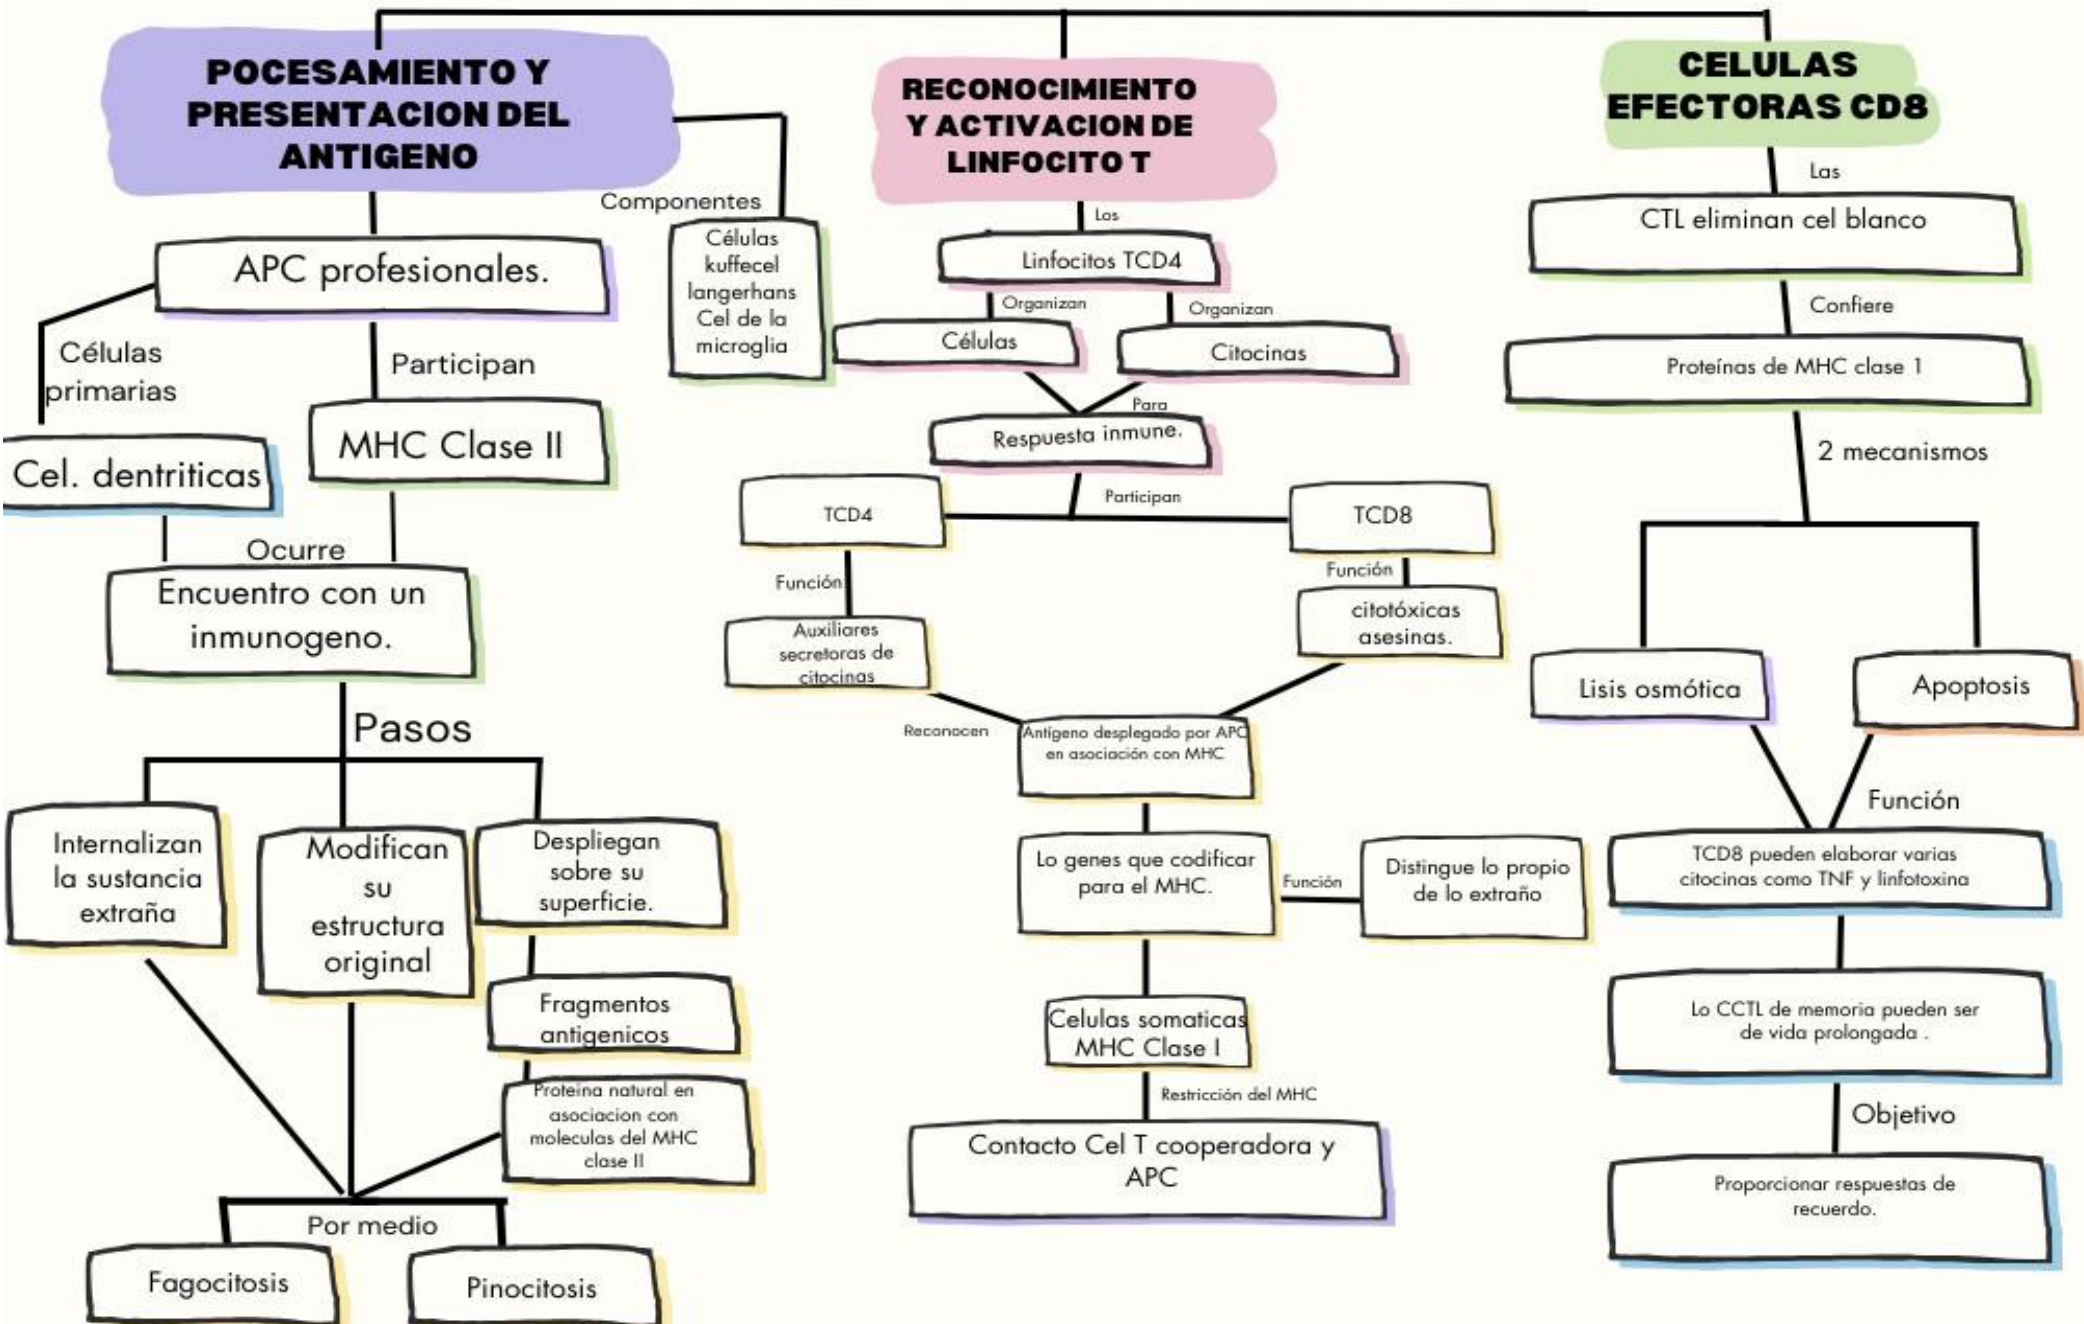 POCESAMIENTO Y
PRESENTACION DEL
ANTIGENO
Componentes
Células
kuffecel
langerhans
Cel de la
microglia
APC profesionales.
Células
primarias
Participan
Cel. dentriticas
MHC Clase II
Ocurre
Encuentro con un
inmunogeno.
Pasos
Internalizan
la sustancia
extraña
Modifican
su
estructura
original
Despliegan
sobre su
superficie.
Fragmentos
antigenicos
Proteina natural en
asociacion con
moleculas del MHC
clase II
Por medio
Fagocitosis
Pinocitosis
RECONOCIMIENTO
Y ACTIVACION DE
LINFOCITO T
Los
Linfocitos TCD4
Organizan
Organizan
Células
Citocinas
Para
Respuesta inmune.
Participan
TCD4
TCD8
Función
Función
Auxiliares
secretoras de
citocinas
citotóxicas
asesinas.
Reconocen
Antígeno desplegado por APC
en asociación con MHC
Lo genes que codificar
para el MHC.
Función
Distingue lo propio
de lo extraño
Celulas somaticas
MHC Clase I
Restricción del MHC
Contacto Cel T cooperadora y
APC
CELULAS
EFECTORAS CD8
Las
CTL eliminan cel blanco
Confiere
Proteínas de MHC clase 1
2 mecanismos
Lisis osmótica
Apoptosis
Función
TCD8 pueden elaborar varias
citocinas como TNF y linfotoxina
Lo CCTL de memoria pueden ser
de vida prolongada .
Objetivo
Proporcionar respuestas de
recuerdo.